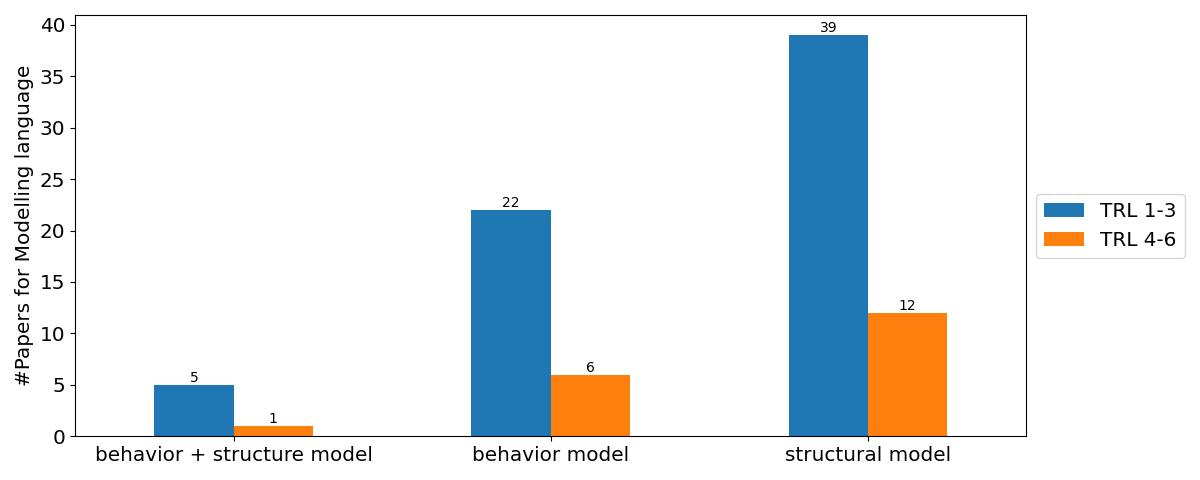 #Papers for Modelling language
40
35
30
25
20
15
10
5
0
5
1
22
6
39
12
behavior + structure model
behavior model
structural model
TRL 1-3
TRL 4-6